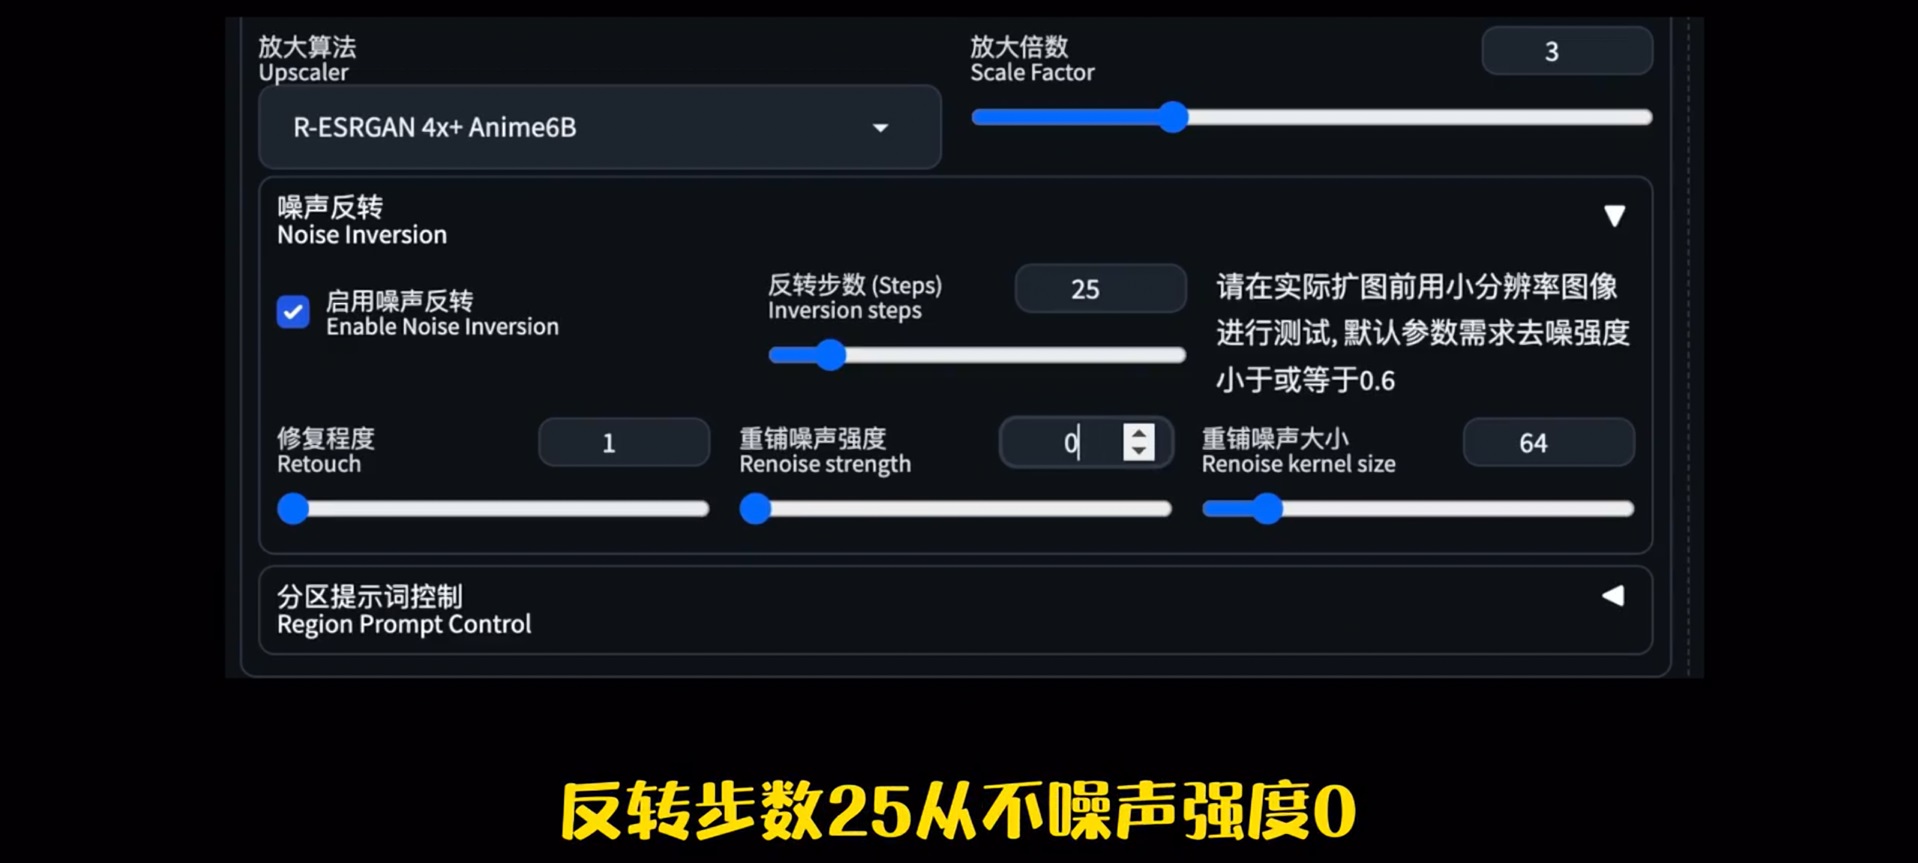 放大算法
Upscaler
R-ESRGAN 4x+ Anime6B
放大倍数
Scale Factor
3
噪声反转
Noise Inversion
启用噪声反转
Enable Noise Inversion
反转步数 (Steps)
Inversion steps
25
请在实际扩图前用小分辨率图像
进行测试, 默认参数需求去噪强度
小于或等于0.6
修复程度
Retouch
1
重铺噪声强度
Renoise strength
0
重铺噪声大小
Renoise kernel size
64
分区提示词控制
Region Prompt Control
反转步数25从不噪声强度0